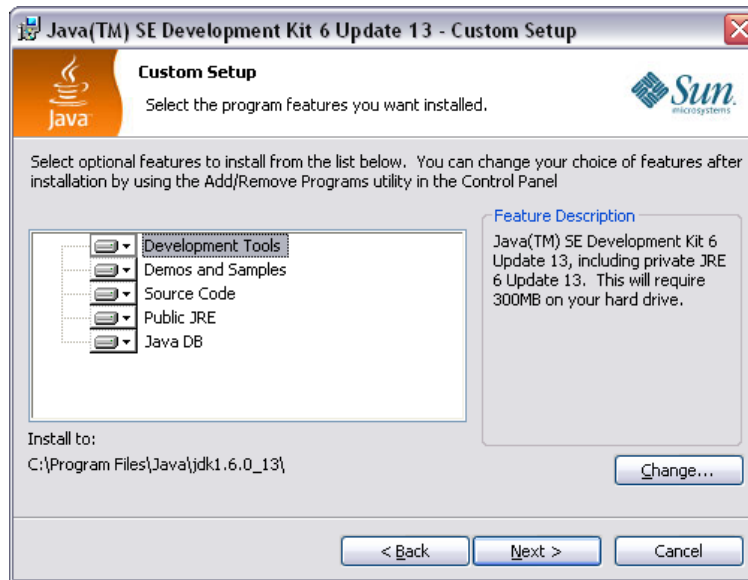 Java(TM) SE Development Kit 6 Update 13 - Custom Setup
Java
Custom Setup
Select the program features you want installed.
Sun
microsystems
Select optional features to install from the list below. You can change your choice of features after
installation by using the Add/Remove Programs utility in the Control Panel
Development Tools
Demos and Samples
Source Code
Public JRE
Java DB
Feature Description
Java(TM) SE Development Kit 6
Update 13, including private JRE
6 Update 13. This will require
300MB on your hard drive.
Install to:
C:\Program Files\Java\jdk1.6.0_13\
Change...
< Back
Next >
Cancel